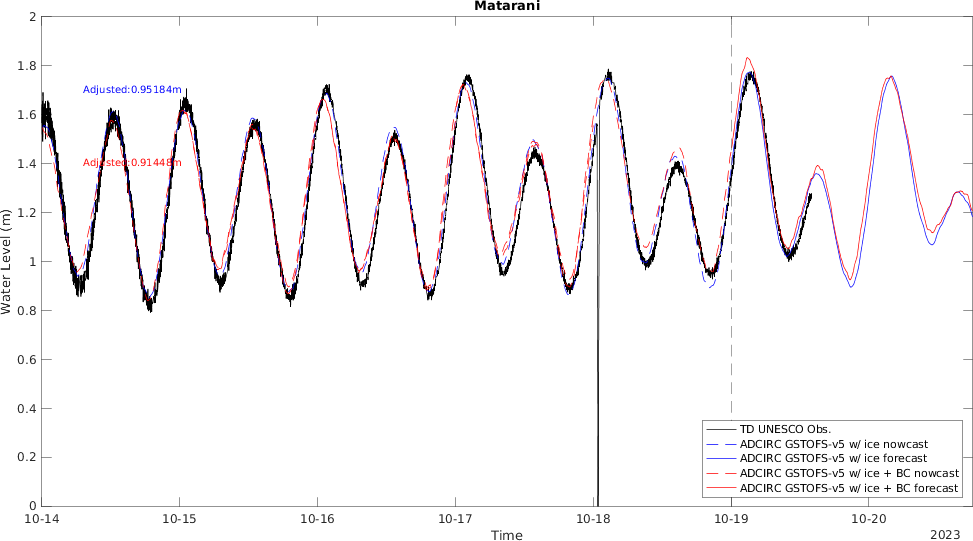 Matarani
2
1.8
1.6
1.4
1.2
1
0.8
0.6
0.4
0.2
0
Water Level (m)
Adjusted:0.95184m
Adjusted:0.91448m
TD UNESCO Obs.
ADCIRC GSTOFS-v5 w/ ice nowcast
ADCIRC GSTOFS-v5 w/ ice forecast
ADCIRC GSTOFS-v5 w/ ice + BC nowcast
ADCIRC GSTOFS-v5 w/ ice + BC forecast
10-14 10-15 10-16 10-17 10-18 10-19 10-20
Time
2023